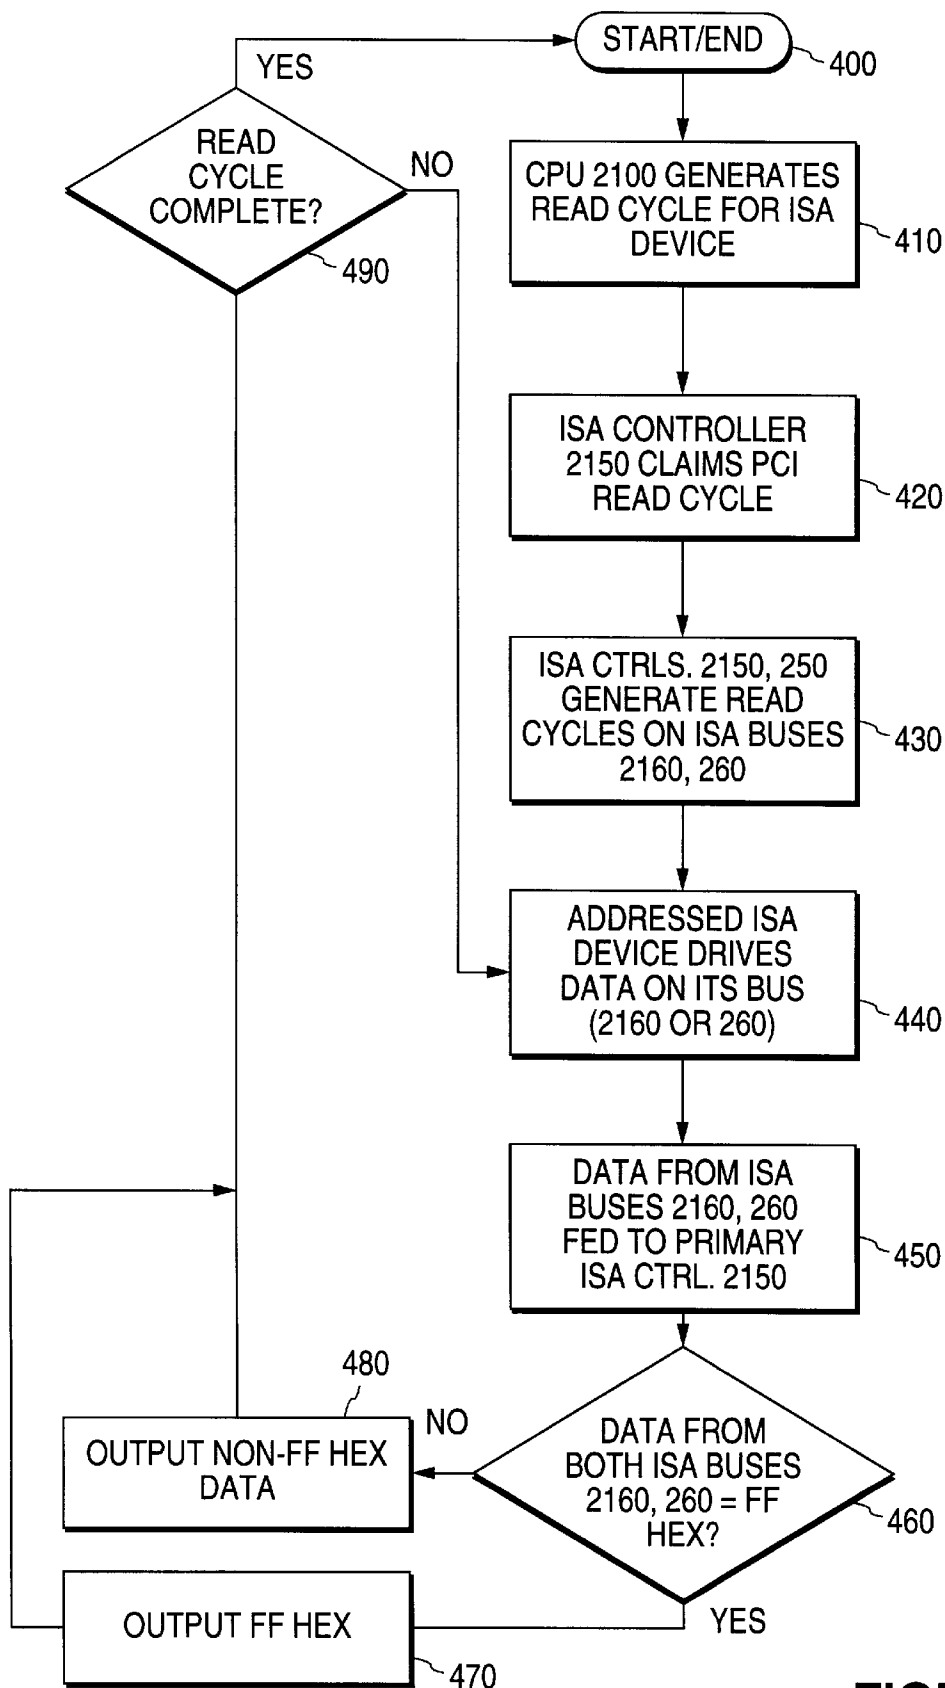 START/END
400
YES
READ
CYCLE
COMPLETE?
NO
490
CPU 2100 GENERATES
READ CYCLE FOR ISA
DEVICE
410
ISA CONTROLLER
2150 CLAIMS PCI
READ CYCLE
420
ISA CTRLS. 2150, 250
GENERATE READ
CYCLES ON ISA BUSES
2160, 260
430
ADDRESSED ISA
DEVICE DRIVES
DATA ON ITS BUS
(2160 OR 260)
440
DATA FROM ISA
BUSES 2160, 260
FED TO PRIMARY
ISA CTRL. 2150
450
DATA FROM
BOTH ISA BUSES
2160, 260 = FF
HEX?
460
NO
480
OUTPUT NON-FF HEX
DATA
YES
OUTPUT FF HEX
470